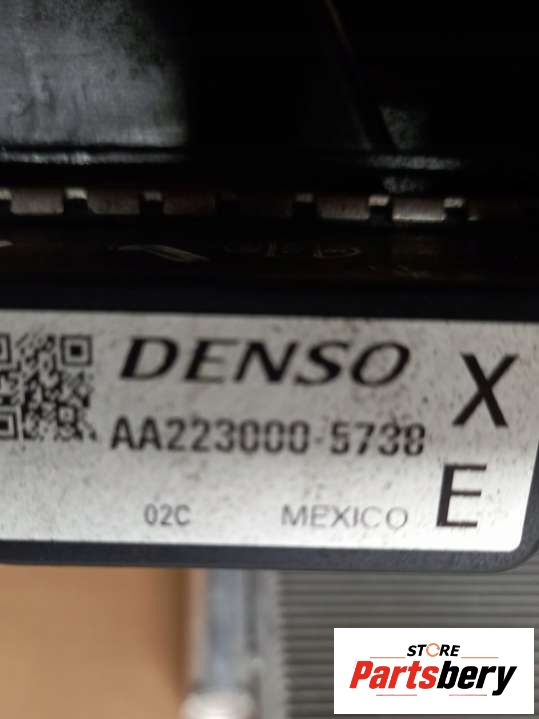 DENSO
X
AA223000-5738
E
02C
MEXICO
STORE
Partsbery